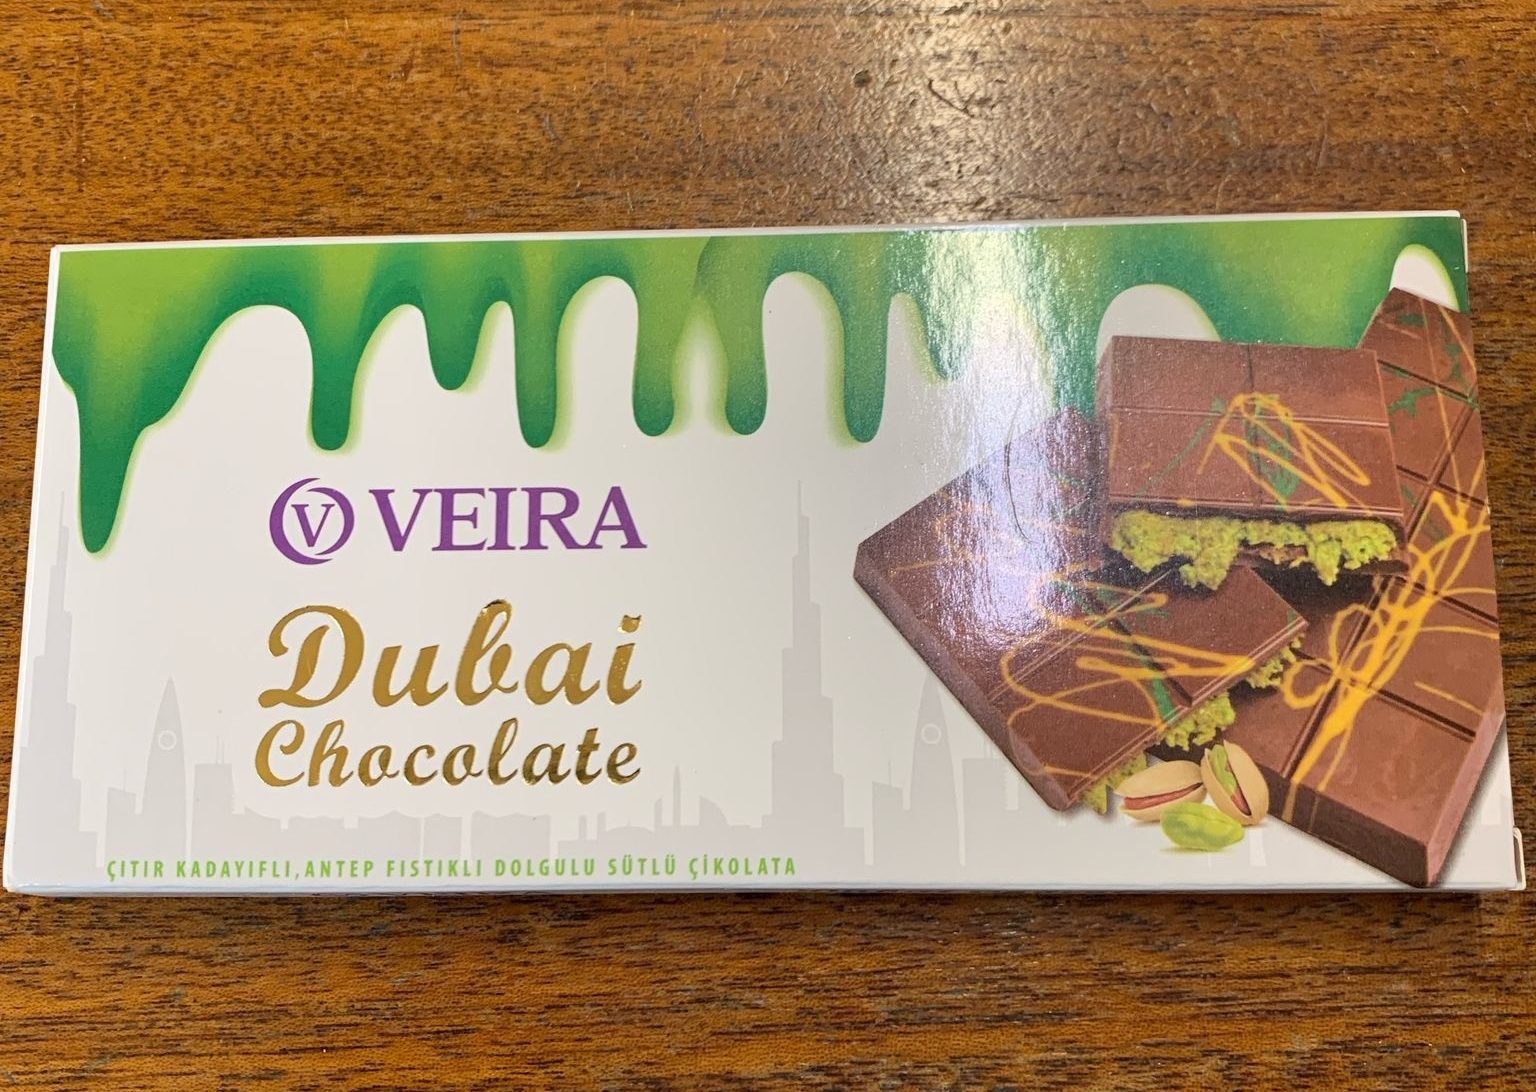 VEIRA
Dubai
Chocolate
ÇITIR KADAYIFLI, ANTEP FISTIKLI DOLGULU SÜTLÜ ÇİKOLATA